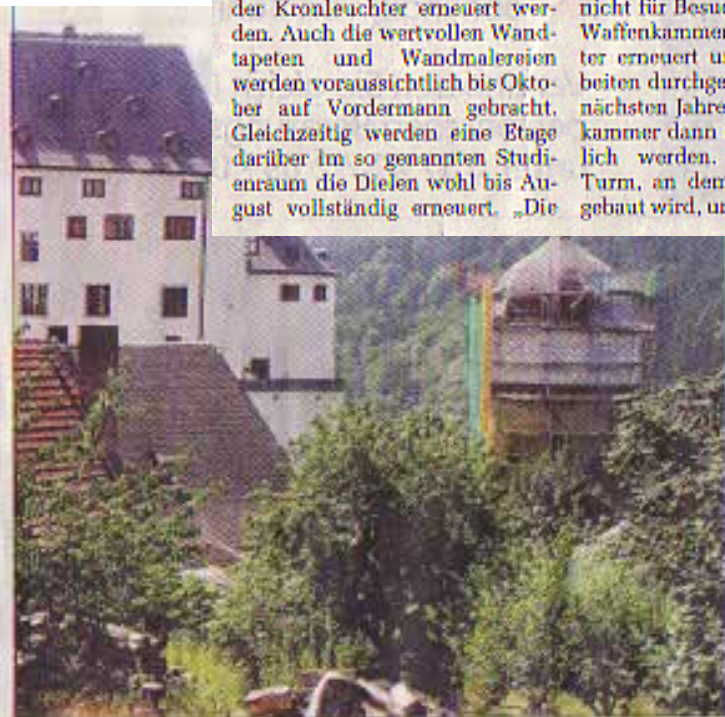 der Kronleuchter erneuert wer-
den. Auch die wertvollen Wand-
tapeten und Wandmalereien
werden voraussichtlich bis Okto-
ber auf Vordermann gebracht.
Gleichzeitig werden eine Etage
darüber im so genannten Studi-
enraum die Dielen wohl bis Au-
gust vollständig erneuert. „Die
nicht für Besu
Waffenkammer
ter erneuert u
beiten durchge
nächsten Jahre
kammer dann
lich werden.
Turm, an dem
gebaut wird, u